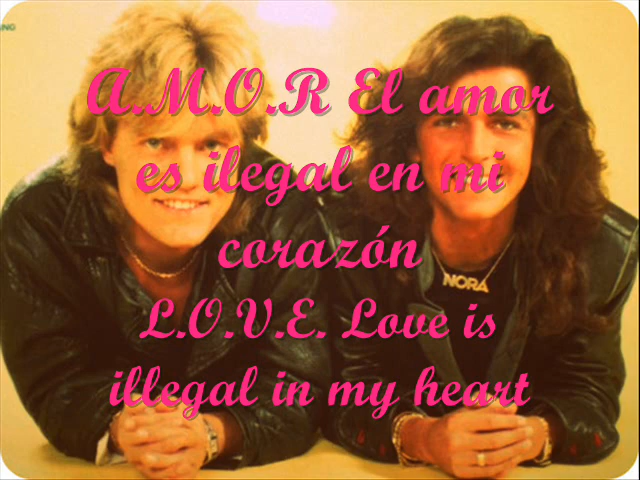 A.M.O.R El amor
es ilegal en mi
corazón
L.O.V.E. Love is
illegal in my heart
NORA